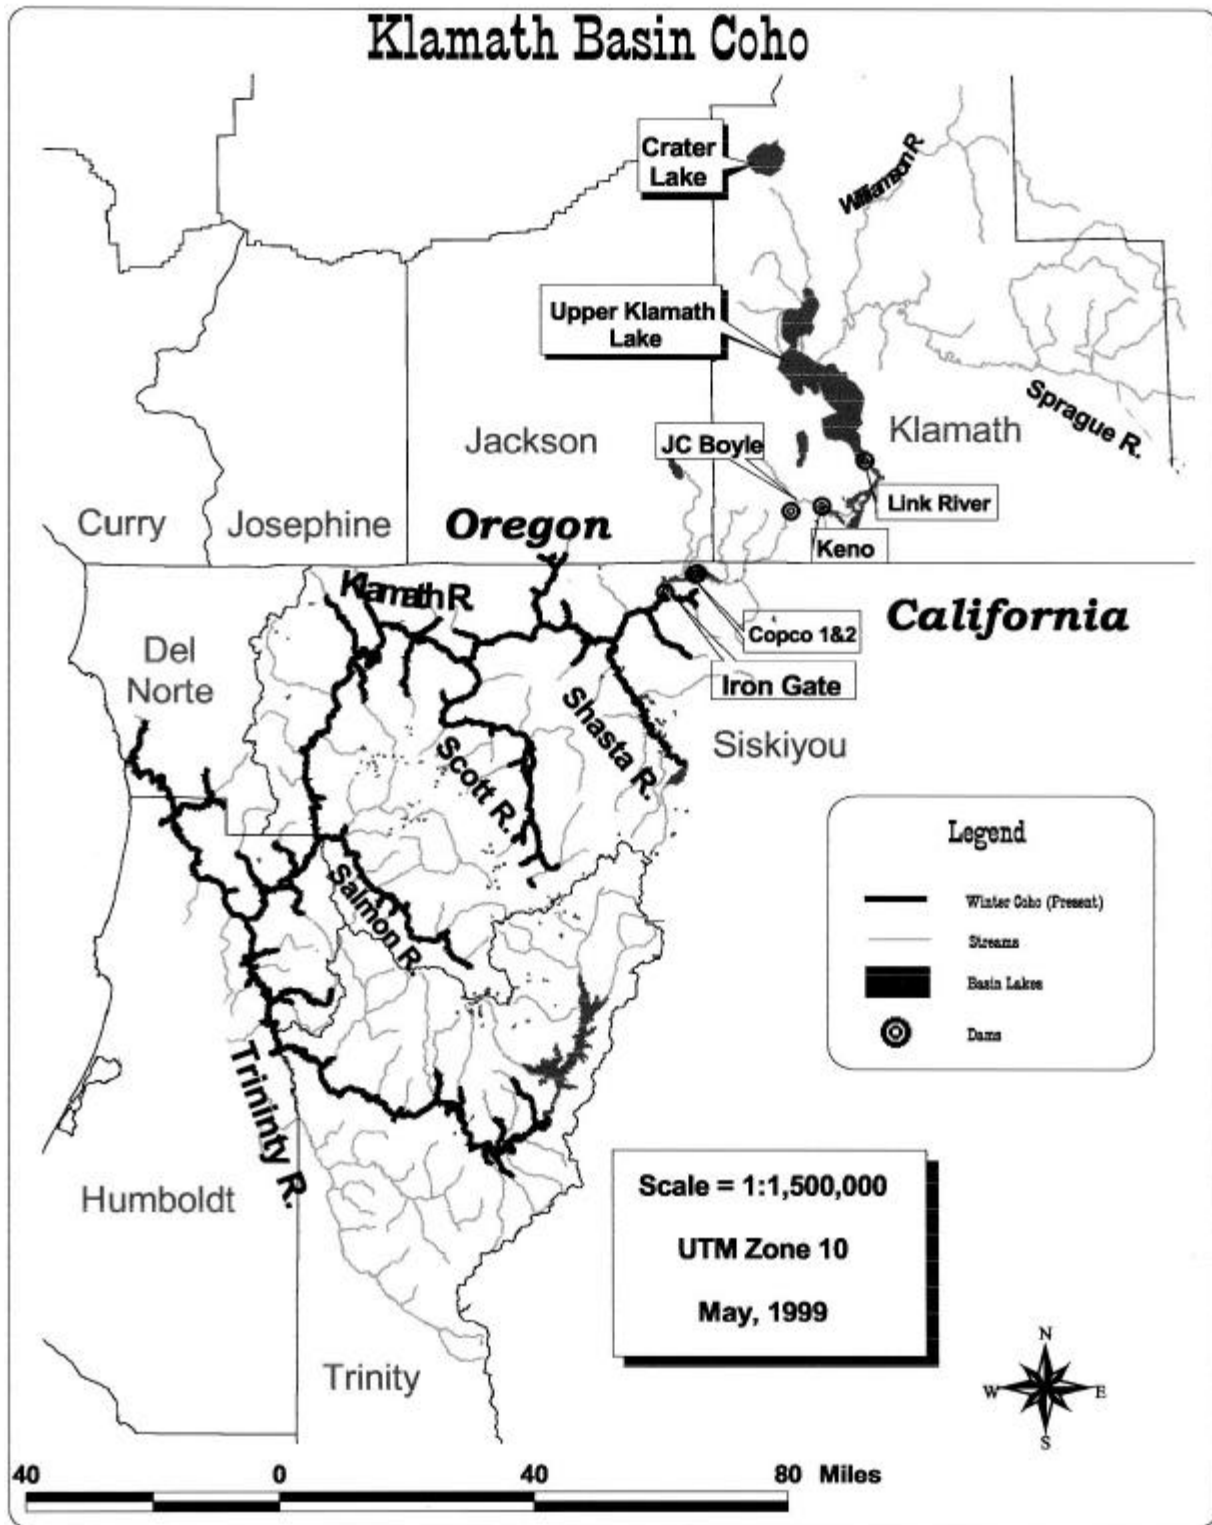 Klamath Basin Coho
Crater
Lake
Williamson R.
Upper Klamath
Lake
Sprague R.
Klamath
Jackson
JC Boyle
Link River
Keno
Curry
Josephine
Oregon
Klamath R.
California
Copco 1&2
Iron Gate
Del
Norte
Shasta R.
Scott R.
Siskiyou
Salmon R.
Legend
Winter Coho (Present)
Streams
Basin Lakes
Dams
Trininty R.
Humboldt
Trinity
Scale = 1:1,500,000
UTM Zone 10
May, 1999
N
W
E
S
40 0 40 80 Miles